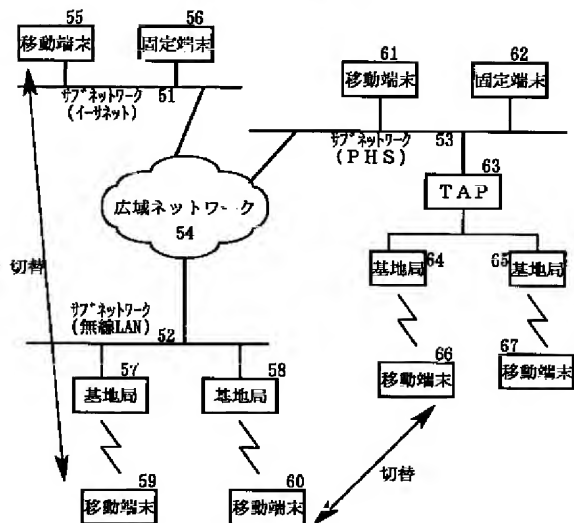 55
移動端末
56
固定端末
サブネットワーク
(イーサネット)
51
61
移動端末
62
固定端末
サブネットワーク
(PHS)
53
63
TAP
広域ネットワーク
54
切替
基地局
64
65
基地局
サブネットワーク
(無線LAN)
52
57
基地局
58
基地局
66
移動端末
67
移動端末
59
移動端末
60
移動端末
切替